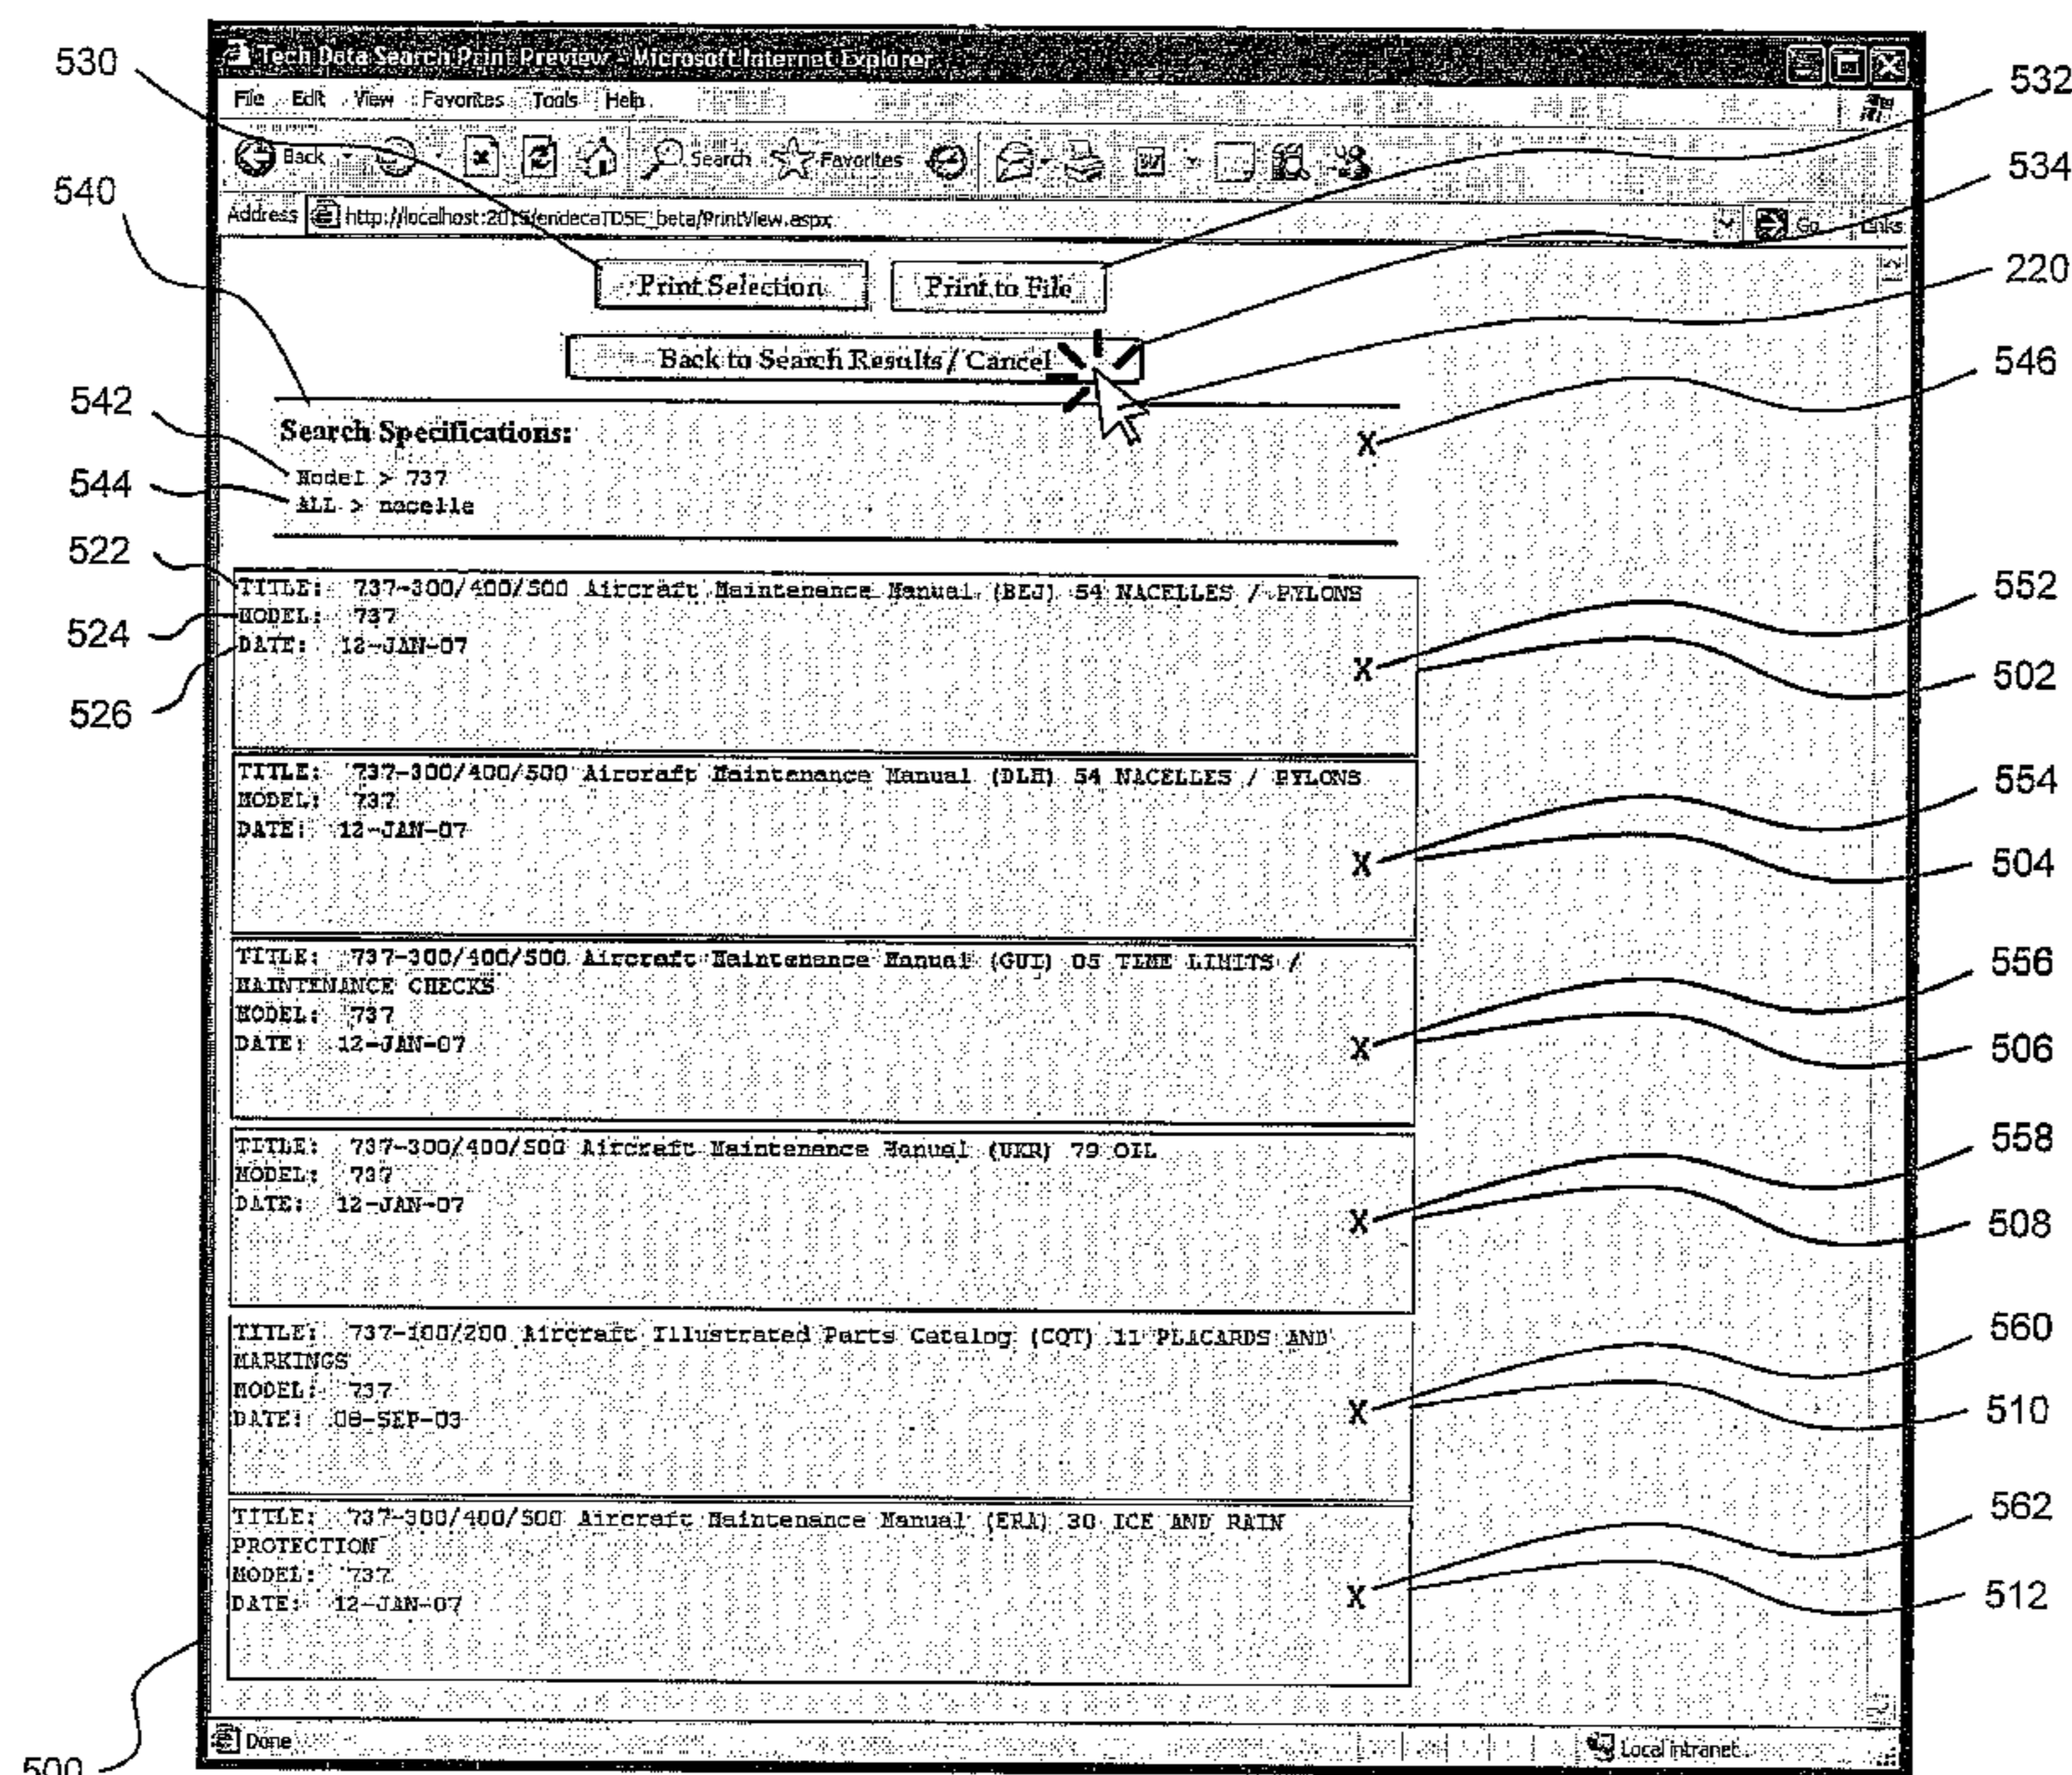 Tech Data Search Print Preview - Microsoft Internet Explorer
File Edit View Favorites Tools Help
Back Search Favorites
Address Go Links
Print Selection Print to File
Back to Search Results / Cancel
Search Specifications: X
Model > 737
ALL > nacelle
TITLE: 737-300/400/500 Aircraft Maintenance Manual (BEJ) 54 NACELLES / PYLONS
MODEL: 737
DATE: 12-JAN-07
X
TITLE: 737-300/400/500 Aircraft Maintenance Manual (DLH) 54 NACELLES / PYLONS
MODEL: 737
DATE: 12-JAN-07
X
TITLE: 737-300/400/500 Aircraft Maintenance Manual (GUI) 05 TIME LIMITS /
MAINTENANCE CHECKS
MODEL: 737
DATE: 12-JAN-07
X
TITLE: 737-300/400/500 Aircraft Maintenance Manual (UKR) 79 OIL
MODEL: 737
DATE: 12-JAN-07
X
TITLE: 737-100/200 Aircraft Illustrated Parts Catalog (CQT) 11 PLACARDS AND
MARKINGS
MODEL: 737
DATE: 08-SEP-03
X
TITLE: 737-300/400/500 Aircraft Maintenance Manual (ERA) 30 ICE AND RAIN
PROTECTION
MODEL: 737
DATE: 12-JAN-07
X
Done Local intranet
530
540
542
544
522
524
526
500
532
534
220
546
552
502
554
504
556
506
558
508
560
510
562
512